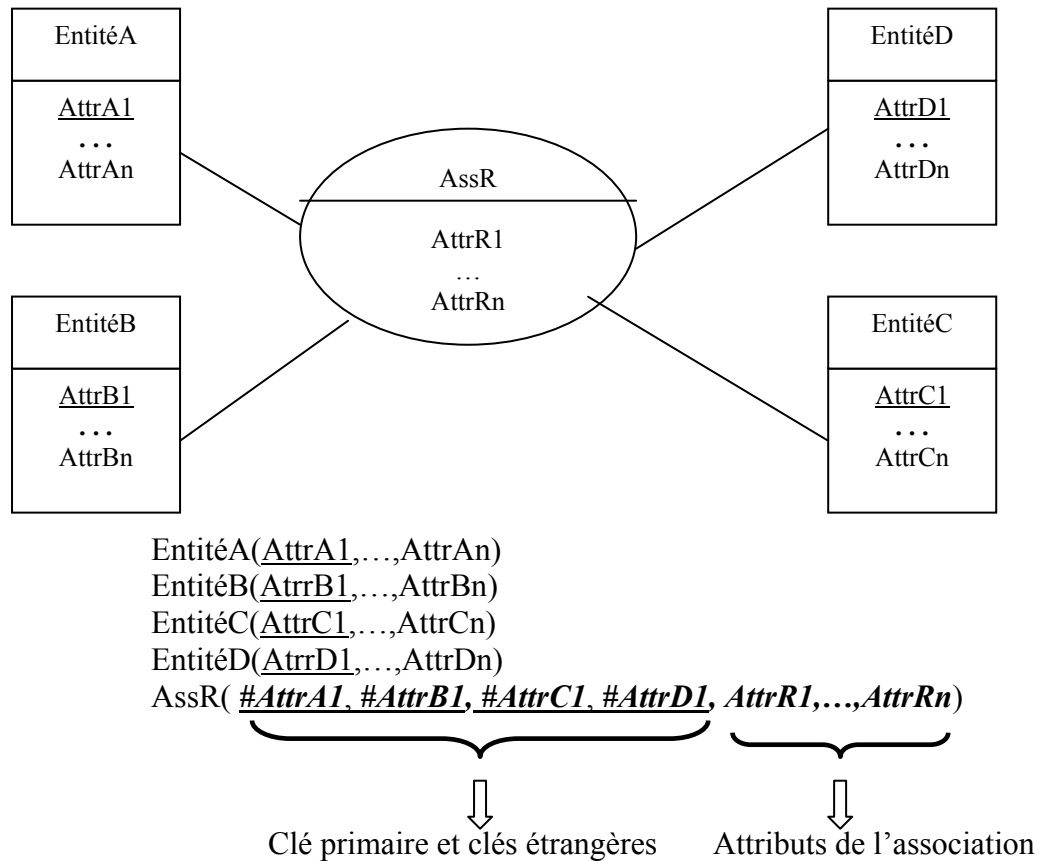 EntitéA
AttrA1
...
AttrAn
EntitéD
AttrD1
...
AttrDn
AssR
AttrR1
...
AttrRn
EntitéB
AttrB1
...
AttrBn
EntitéC
AttrC1
...
AttrCn
EntitéA(AttrA1,…,AttrAn)
EntitéB(AtrrB1,…,AttrBn)
EntitéC(AttrC1,…,AttrCn)
EntitéD(AtrrD1,…,AttrDn)
AssR( #AttrA1, #AttrB1, #AttrC1, #AttrD1, AttrR1,…,AttrRn)
Clé primaire et clés étrangères Attributs de l’association